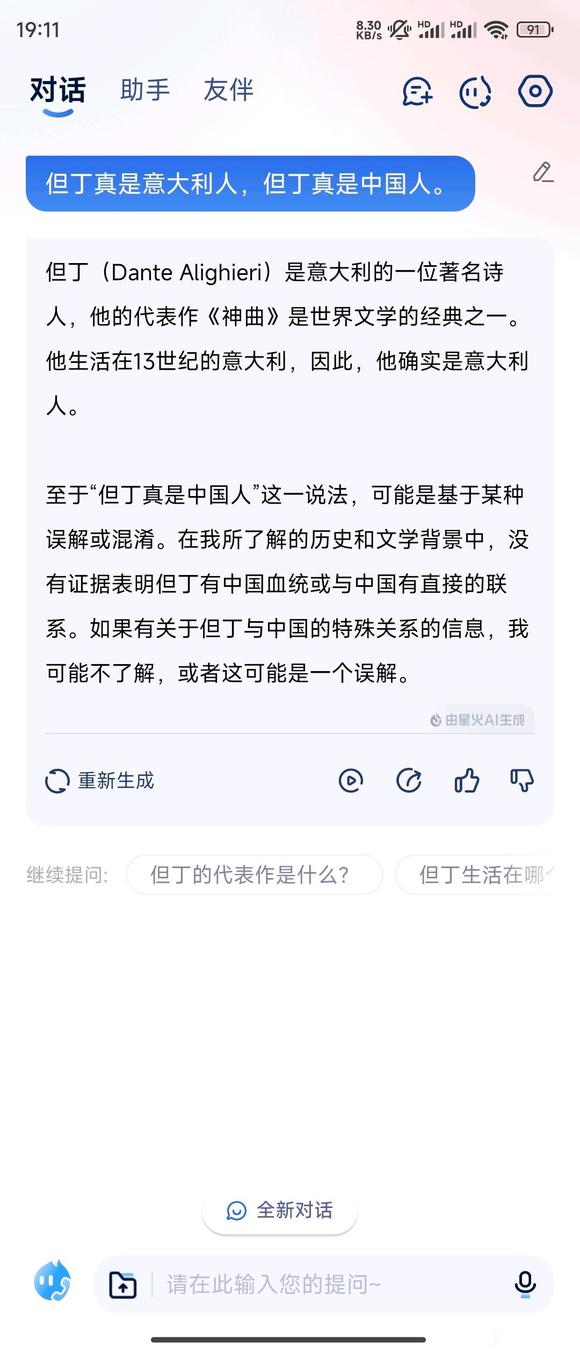 19:11 8.30 KB/s HD HD 91
对话 助手 友伴
但丁真是意大利人，但丁真是中国人。
但丁（Dante Alighieri）是意大利的一位著名诗
人，他的代表作《神曲》是世界文学的经典之一。
他生活在13世纪的意大利，因此，他确实是意大利
人。
至于“但丁真是中国人”这一说法，可能是基于某种
误解或混淆。在我所了解的历史和文学背景中，没
有证据表明但丁有中国血统或与中国有直接的联
系。如果有关于但丁与中国的特殊关系的信息，我
可能不了解，或者这可能是一个误解。
由星火AI生成
重新生成
继续提问: 但丁的代表作是什么？ 但丁生活在哪
全新对话
请在此输入您的提问~